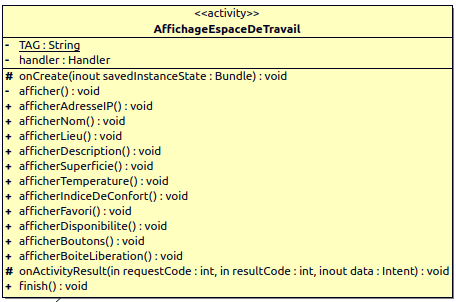 <<activity>>
AffichageEspaceDeTravail
- TAG : String
- handler : Handler
# onCreate(inout savedInstanceState : Bundle) : void
- afficher() : void
+ afficherAdresseIP() : void
+ afficherNom() : void
+ afficherLieu() : void
+ afficherDescription() : void
+ afficherSuperficie() : void
+ afficherTemperature() : void
+ afficherIndiceDeConfort() : void
+ afficherFavori() : void
+ afficherDisponibilite() : void
+ afficherBoutons() : void
+ afficherBoiteLiberation() : void
# onActivityResult(in requestCode : int, in resultCode : int, inout data : Intent) : void
+ finish() : void